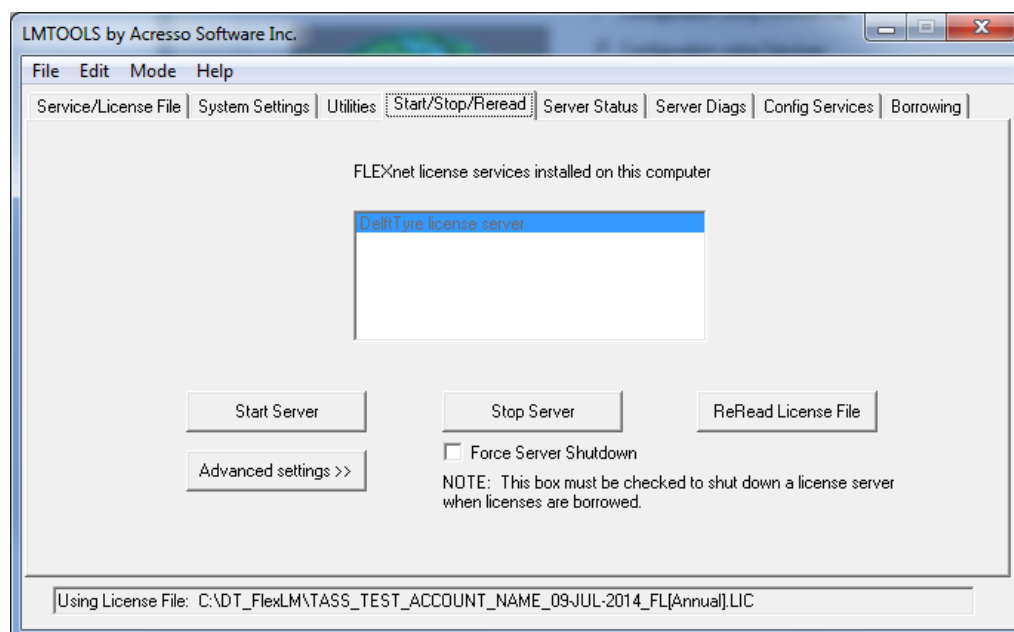 LMTOOLS by Acresso Software Inc.
File Edit Mode Help
Service/License File System Settings Utilities Start/Stop/Reread Server Status Server Diags Config Services Borrowing
FLEXnet license services installed on this computer
DelftTyre license server
Start Server Stop Server ReRead License File
Force Server Shutdown
Advanced settings >>
NOTE: This box must be checked to shut down a license server
when licenses are borrowed.
Using License File: C:\DT_FlexLM\TASS_TEST_ACCOUNT_NAME_09-JUL-2014_FL[Annual].LIC